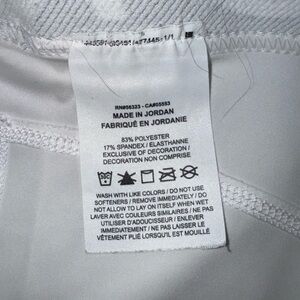 RN#56323 - CA#05553
MADE IN JORDAN
FABRIQUÉ EN JORDANIE
83% POLYESTER
17% SPANDEX / ÉLASTHANNE
EXCLUSIVE OF DECORATION /
DÉCORATION NON COMPRISE
WASH WITH LIKE COLORS / DO NOT USE
SOFTENERS / REMOVE IMMEDIATELY / DO
NOT ALLOW TO LAY ON ITSELF WHEN WET
LAVER AVEC COULEURS SIMILAIRES / NE PAS
UTILISER D'ADOUCISSEUR / ENLEVER
IMMÉDIATEMENT / NE PAS LAISSER LE
VÊTEMENT PLIÉ LORSQU'IL EST MOUILLÉ